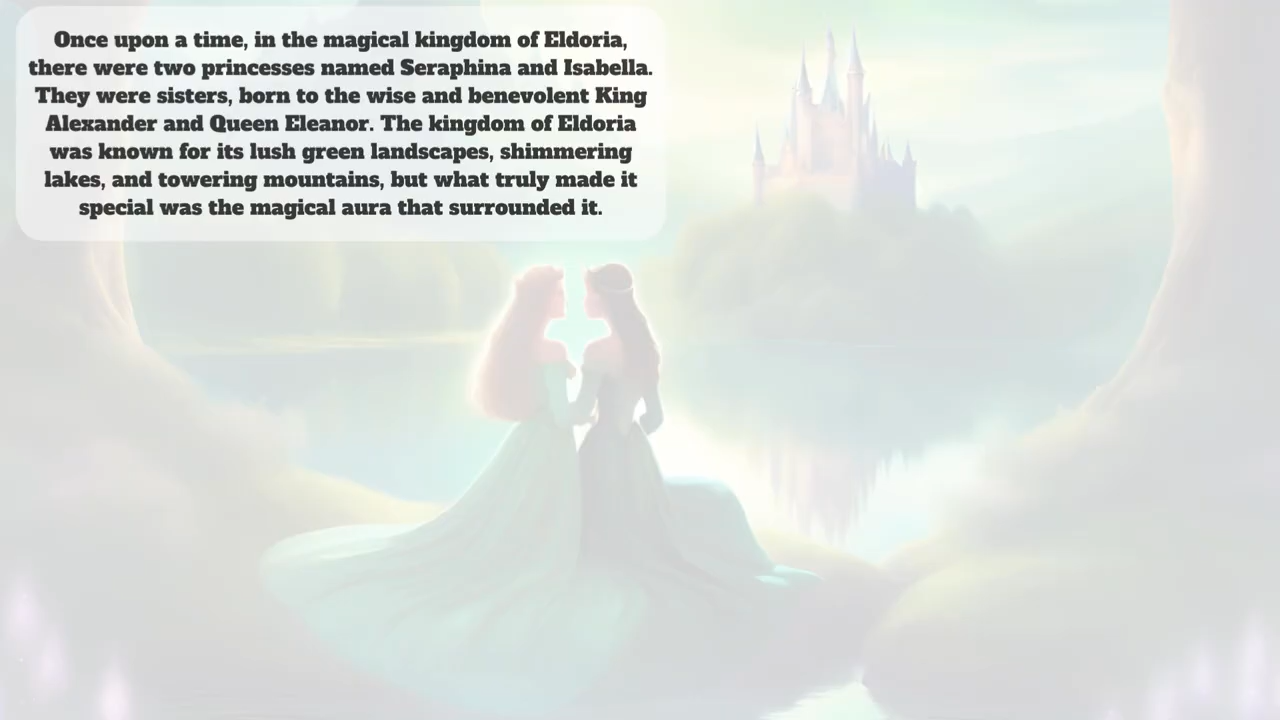 Once upon a time, in the magical kingdom of Eldoria,
there were two princesses named Seraphina and Isabella.
They were sisters, born to the wise and benevolent King
Alexander and Queen Eleanor. The kingdom of Eldoria
was known for its lush green landscapes, shimmering
lakes, and towering mountains, but what truly made it
special was the magical aura that surrounded it.